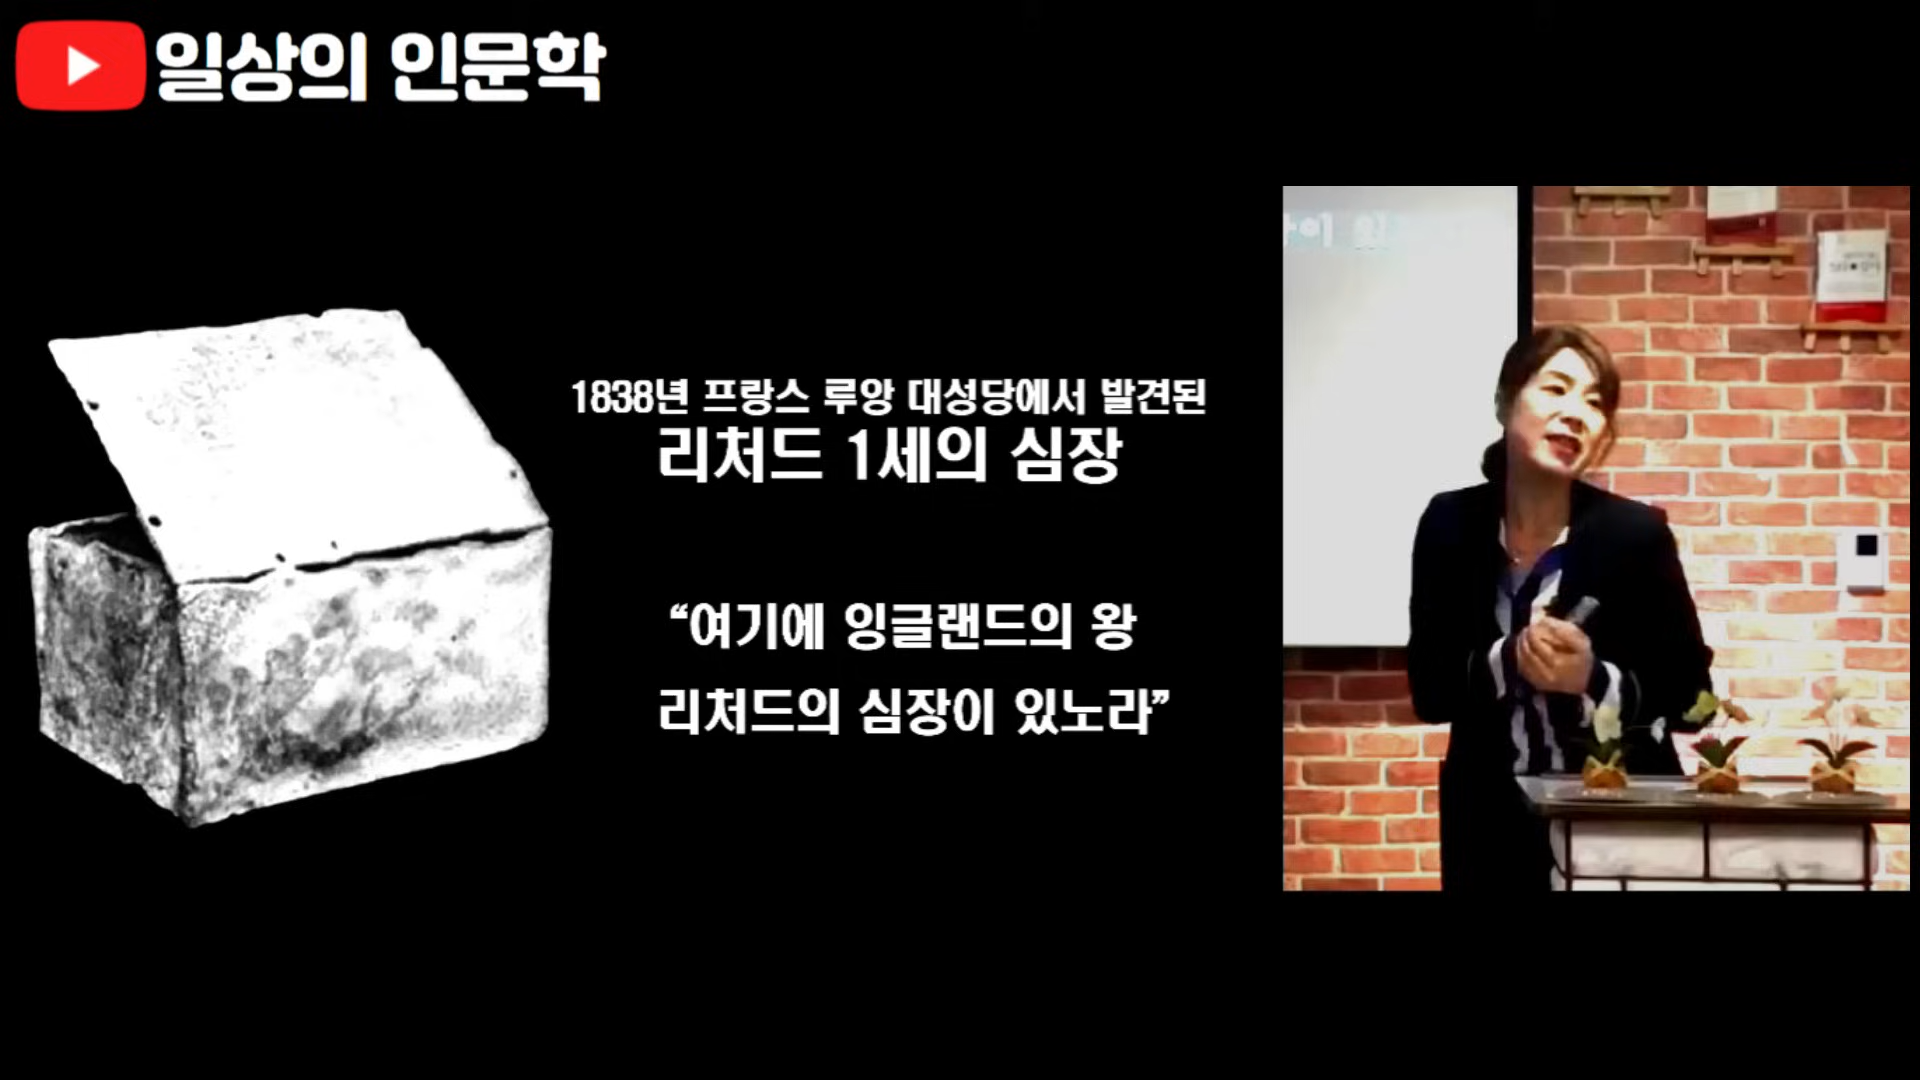 일상의 인문학
1838년 프랑스 루앙 대성당에서 발견된
리처드 1세의 심장
“여기에 잉글랜드의 왕
리처드의 심장이 있노라”